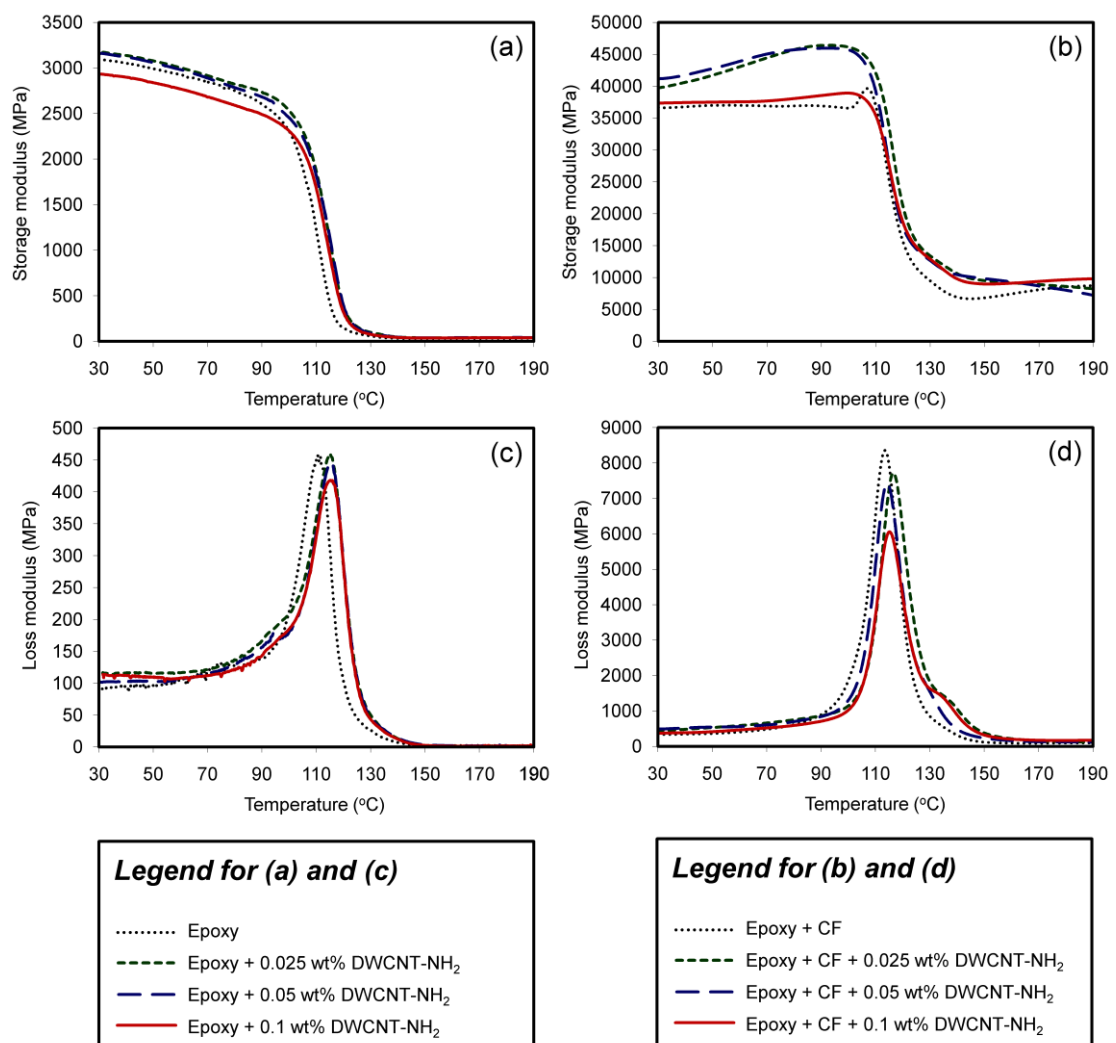 (a)
3500
3000
2500
2000
1500
1000
500
0
Storage modulus (MPa)
30 50 70 90 110 130 150 170 190
Temperature (oC)
(b)
50000
45000
40000
35000
30000
25000
20000
15000
10000
5000
0
Storage modulus (MPa)
30 50 70 90 110 130 150 170 190
Temperature (oC)
(c)
500
450
400
350
300
250
200
150
100
50
0
Loss modulus (MPa)
30 50 70 90 110 130 150 170 190
Temperature (oC)
(d)
9000
8000
7000
6000
5000
4000
3000
2000
1000
0
Loss modulus (MPa)
30 50 70 90 110 130 150 170 190
Temperature (oC)
Legend for (a) and (c)
Epoxy
Epoxy + 0.025 wt% DWCNT-NH2
Epoxy + 0.05 wt% DWCNT-NH2
Epoxy + 0.1 wt% DWCNT-NH2
Legend for (b) and (d)
Epoxy + CF
Epoxy + CF + 0.025 wt% DWCNT-NH2
Epoxy + CF + 0.05 wt% DWCNT-NH2
Epoxy + CF + 0.1 wt% DWCNT-NH2